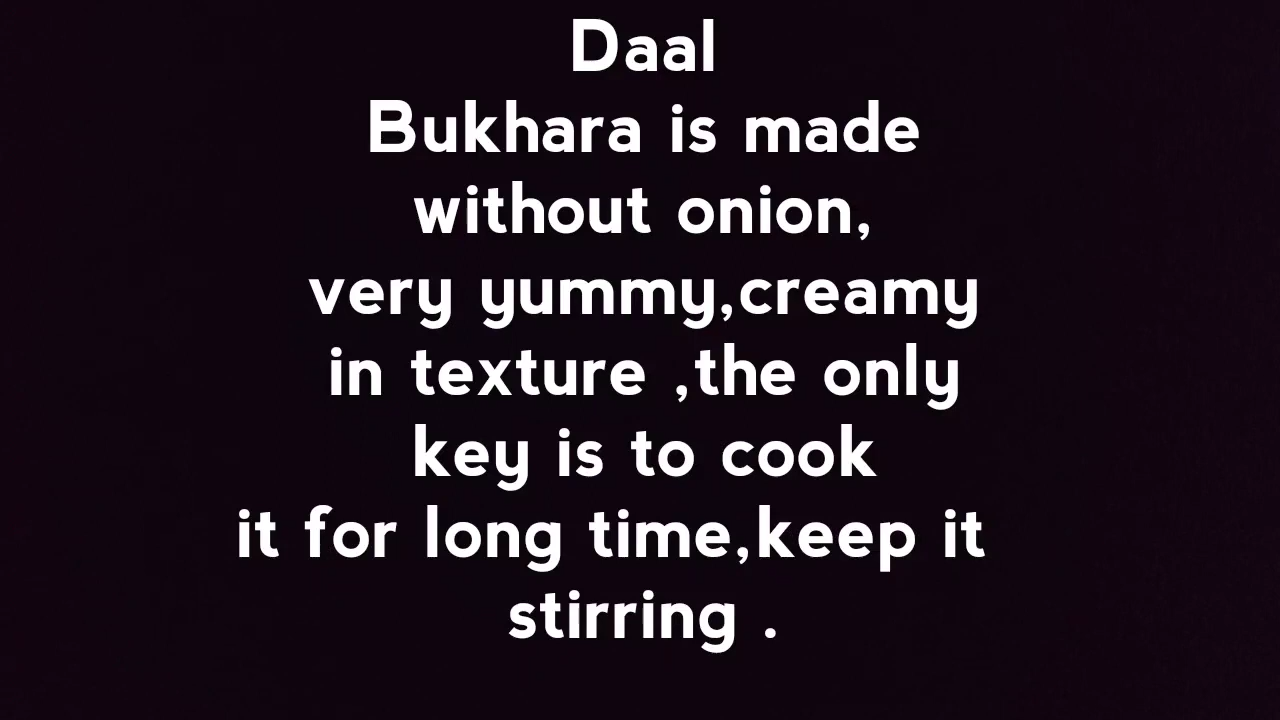 Daal
Bukhara is made
without onion,
very yummy,creamy
in texture ,the only
key is to cook
it for long time,keep it
stirring .